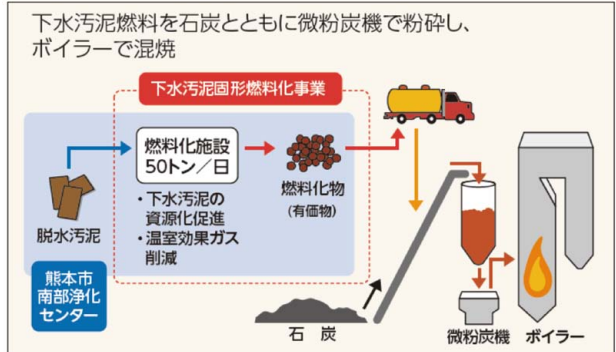 下水汚泥燃料を石炭とともに微粉炭機で粉砕し、
ボイラーで混焼
下水汚泥固形燃料化事業
燃料化施設
50トン／日
・下水汚泥の
資源化促進
・温室効果ガス
削減
燃料化物
(有価物)
脱水汚泥
熊本市
南部浄化
センター
石 炭
微粉炭機
ボイラー